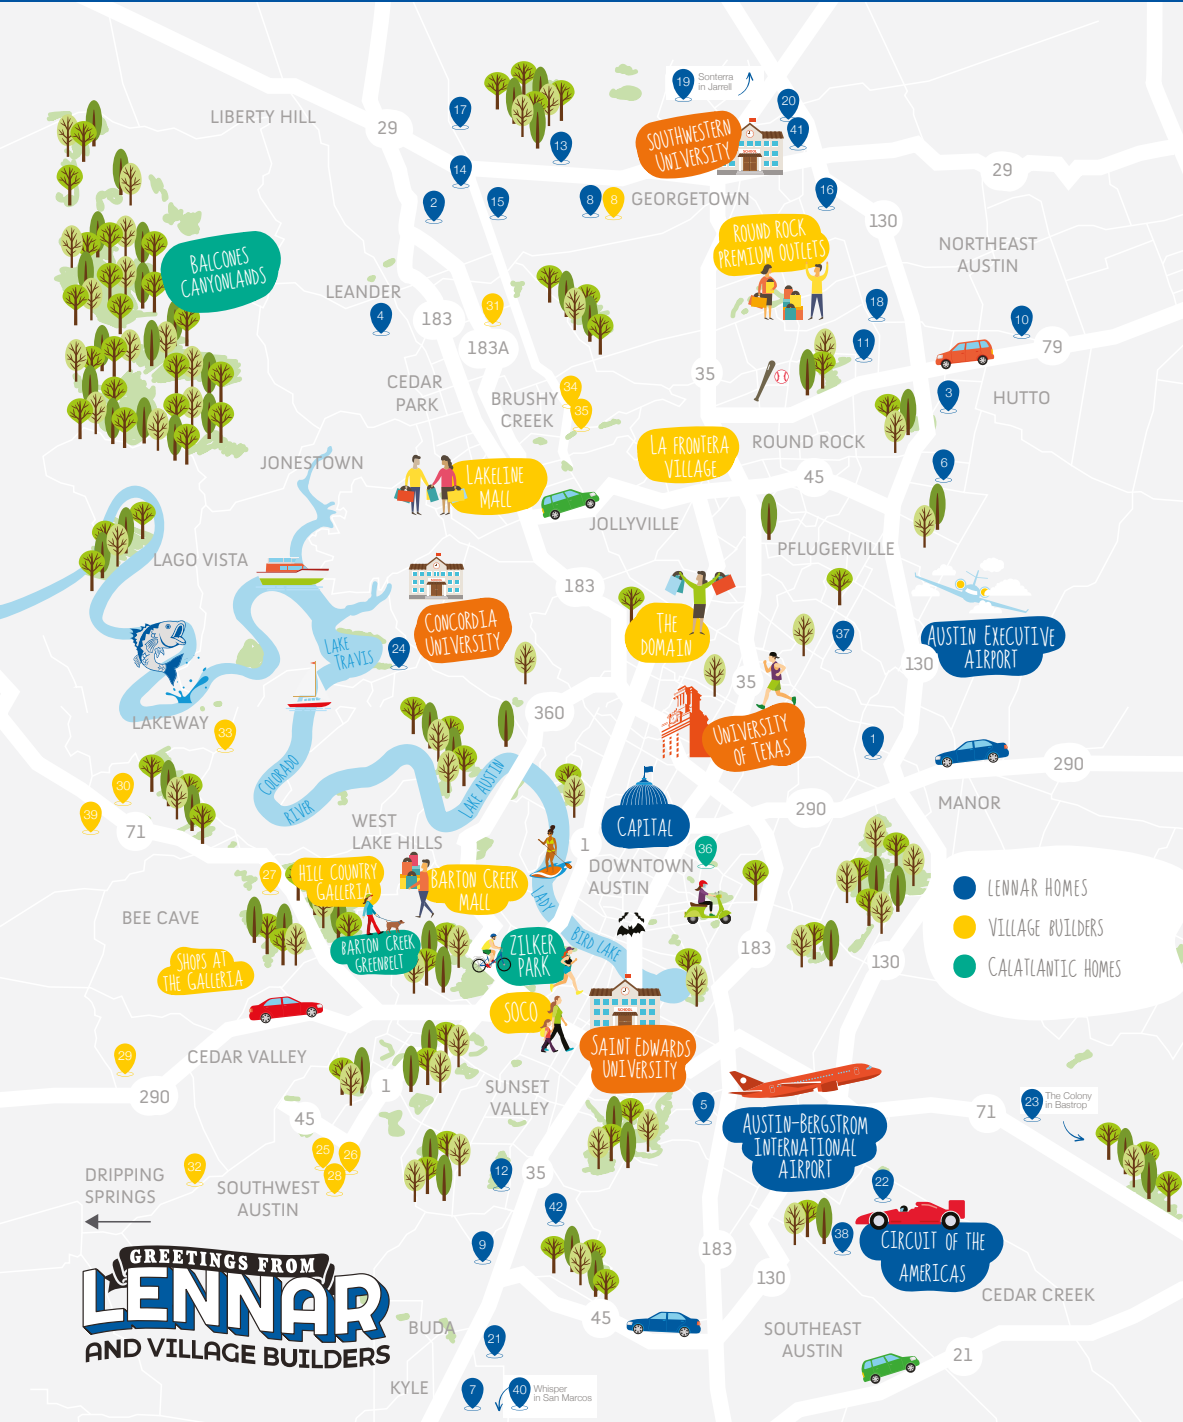 19
Sonterra
in Jarrell
20
17
LIBERTY HILL
29
41
SOUTHWESTERN
UNIVERSITY
SCHOOL
13
14
29
2
15
8
8
GEORGETOWN
16
130
ROUND ROCK
PREMIUM OUTLETS
NORTHEAST
AUSTIN
BALCONES
CANYONLANDS
LEANDER
4
183
31
18
10
183A
11
79
35
CEDAR
PARK
BRUSHY
CREEK
34
35
3
HUTTO
LA FRONTERA
VILLAGE
ROUND ROCK
JONESTOWN
6
LAKELINE
MALL
45
JOLLYVILLE
PFLUGERVILLE
LAGO VISTA
183
CONCORDIA
UNIVERSITY
THE
DOMAIN
37
AUSTIN EXECUTIVE
AIRPORT
LAKE
TRAVIS
24
130
35
LAKEWAY
33
360
UNIVERSITY
OF TEXAS
1
290
COLORADO
RIVER
LAKE AUSTIN
30
39
71
WEST
LAKE HILLS
CAPITAL
290
MANOR
1
36
DOWNTOWN
AUSTIN
27
HILL COUNTRY
GALLERIA
BARTON CREEK
MALL
LADY
BIRD LAKE
LENNAR HOMES
VILLAGE BUILDERS
CALATLANTIC HOMES
BEE CAVE
BARTON CREEK
GREENBELT
ZILKER
PARK
183
130
SHOPS AT
THE GALLERIA
SOCO
SCHOOL
SAINT EDWARDS
UNIVERSITY
CEDAR VALLEY
29
290
1
SUNSET
VALLEY
45
5
AUSTIN-BERGSTROM
INTERNATIONAL
AIRPORT
71
23
The Colony
in Bastrop
25
26
28
32
DRIPPING
SPRINGS
SOUTHWEST
AUSTIN
12
35
22
42
38
CIRCUIT OF THE
AMERICAS
9
183
130
CEDAR CREEK
GREETINGS FROM
LENNAR
AND VILLAGE BUILDERS
45
BUDA
21
SOUTHEAST
AUSTIN
21
KYLE
7
40
Whisper
in San Marcos